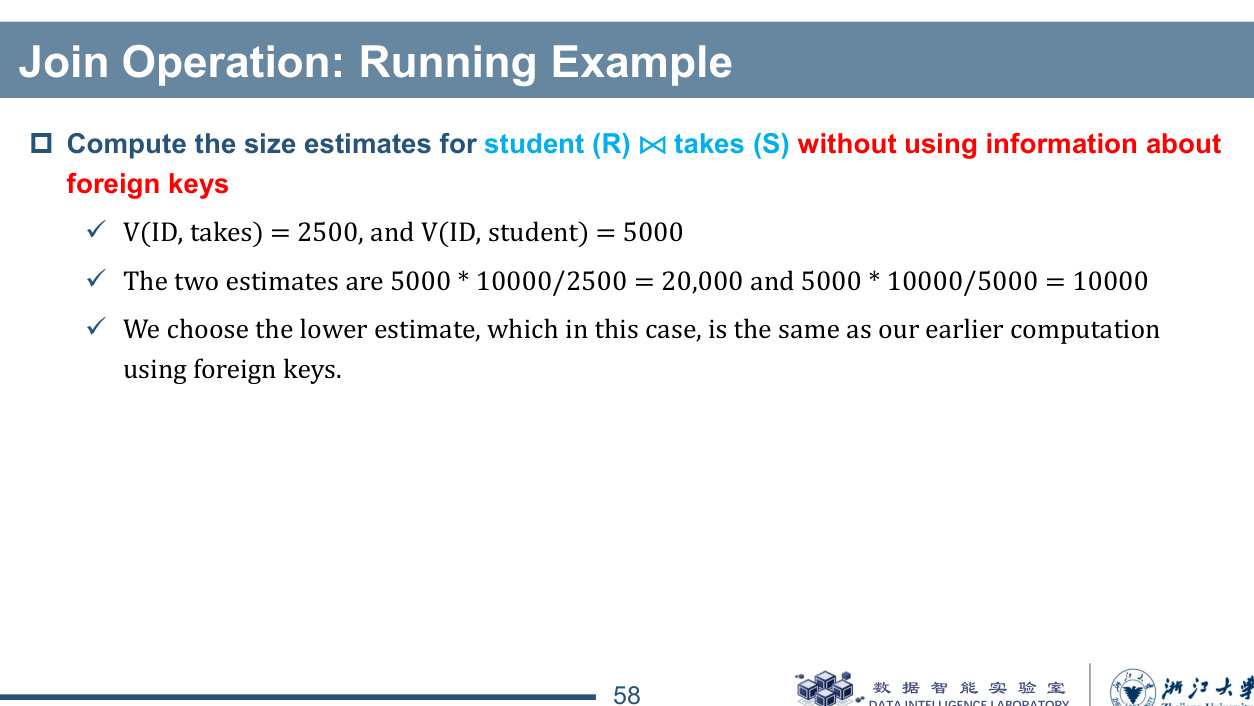 Join Operation: Running Example
Compute the size estimates for student (R) ⋈ takes (S) without using information about
foreign keys
V(ID, takes) = 2500, and V(ID, student) = 5000
The two estimates are 5000 * 10000/2500 = 20,000 and 5000 * 10000/5000 = 10000
We choose the lower estimate, which in this case, is the same as our earlier computation
using foreign keys.
58
数据智能实验室
DATA INTELLIGENCE LABORATORY
浙江大学